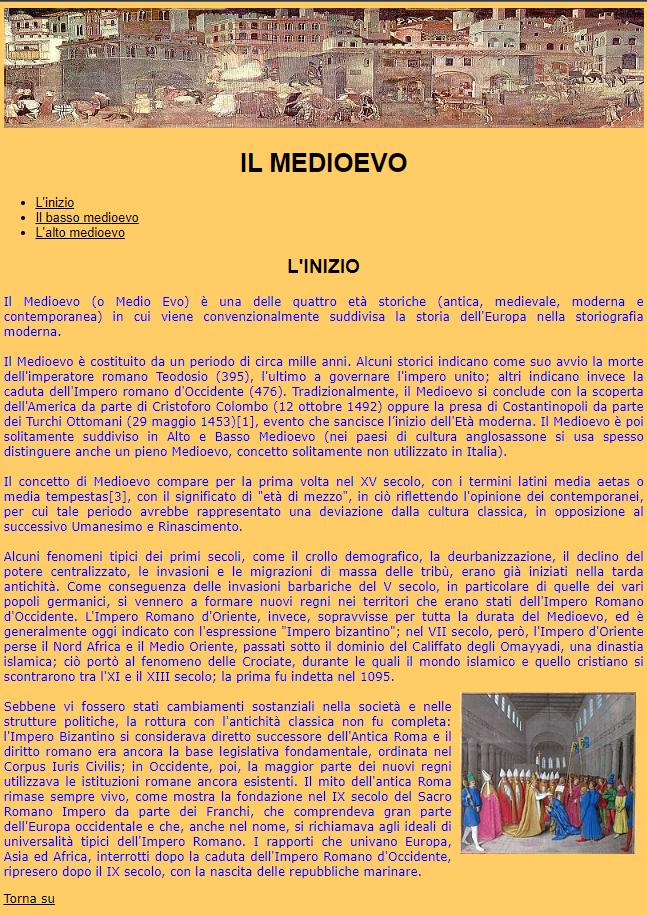 IL MEDIOEVO
L'inizio
Il basso medioevo
L'alto medioevo
L'INIZIO
Il Medioevo (o Medio Evo) è una delle quattro età storiche (antica, medievale, moderna e
contemporanea) in cui viene convenzionalmente suddivisa la storia dell'Europa nella storiografia
moderna.
Il Medioevo è costituito da un periodo di circa mille anni. Alcuni storici indicano come suo avvio la morte
dell'imperatore romano Teodosio (395), l'ultimo a governare l'impero unito; altri indicano invece la
caduta dell'Impero romano d'Occidente (476). Tradizionalmente, il Medioevo si conclude con la scoperta
dell'America da parte di Cristoforo Colombo (12 ottobre 1492) oppure la presa di Costantinopoli da parte
dei Turchi Ottomani (29 maggio 1453)[1], evento che sancisce l'inizio dell'Età moderna. Il Medioevo è poi
solitamente suddiviso in Alto e Basso Medioevo (nei paesi di cultura anglosassone si usa spesso
distinguere anche un pieno Medioevo, concetto solitamente non utilizzato in Italia).
Il concetto di Medioevo compare per la prima volta nel XV secolo, con i termini latini media aetas o
media tempestas[3], con il significato di "età di mezzo", in ciò riflettendo l'opinione dei contemporanei,
per cui tale periodo avrebbe rappresentato una deviazione dalla cultura classica, in opposizione al
successivo Umanesimo e Rinascimento.
Alcuni fenomeni tipici dei primi secoli, come il crollo demografico, la deurbanizzazione, il declino del
potere centralizzato, le invasioni e le migrazioni di massa delle tribù, erano già iniziati nella tarda
antichità. Come conseguenza delle invasioni barbariche del V secolo, in particolare di quelle dei vari
popoli germanici, si vennero a formare nuovi regni nei territori che erano stati dell'Impero Romano
d'Occidente. L'Impero Romano d'Oriente, invece, sopravvisse per tutta la durata del Medioevo, ed è
generalmente oggi indicato con l'espressione "Impero bizantino"; nel VII secolo, però, l'Impero d'Oriente
perse il Nord Africa e il Medio Oriente, passati sotto il dominio del Califfato degli Omayyadi, una dinastia
islamica; ciò portò al fenomeno delle Crociate, durante le quali il mondo islamico e quello cristiano si
scontrarono tra l'XI e il XIII secolo; la prima fu indetta nel 1095.
Sebbene vi fossero stati cambiamenti sostanziali nella società e nelle
strutture politiche, la rottura con l'antichità classica non fu completa:
l'Impero Bizantino si considerava diretto successore dell'Antica Roma e il
diritto romano era ancora la base legislativa fondamentale, ordinata nel
Corpus Iuris Civilis; in Occidente, poi, la maggior parte dei nuovi regni
utilizzava le istituzioni romane ancora esistenti. Il mito dell'antica Roma
rimase sempre vivo, come mostra la fondazione nel IX secolo del Sacro
Romano Impero da parte dei Franchi, che comprendeva gran parte
dell'Europa occidentale e che, anche nel nome, si richiamava agli ideali di
universalità tipici dell'Impero Romano. I rapporti che univano Europa,
Asia ed Africa, interrotti dopo la caduta dell'Impero Romano d'Occidente,
ripresero dopo il IX secolo, con la nascita delle repubbliche marinare.
Torna su